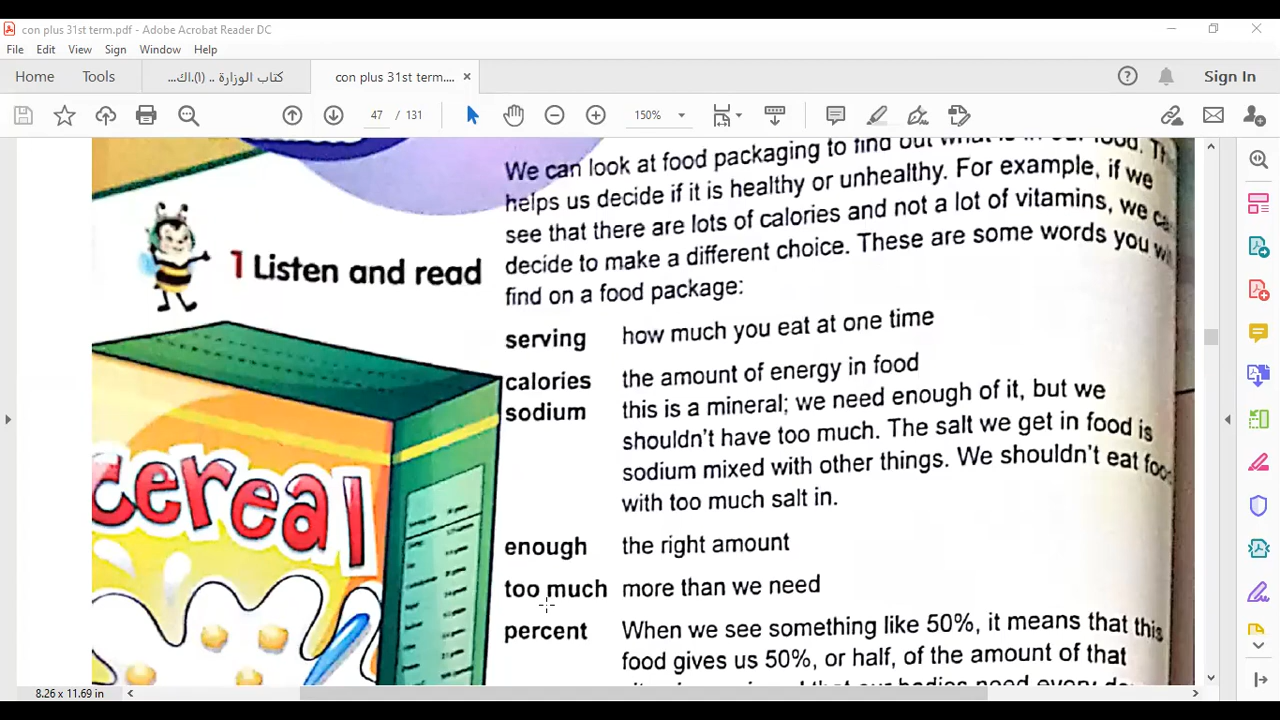 con plus 31st term.pdf - Adobe Acrobat Reader DC
File Edit View Sign Window Help
Home Tools كتاب الوزارة .. (١).اك... con plus 31st term.... × Sign In
47 / 131 150%
We can look at food packaging to find out what is in our food.
helps us decide if it is healthy or unhealthy. For example, if we
see that there are lots of calories and not a lot of vitamins, we
decide to make a different choice. These are some words you
find on a food package:
1 Listen and read
serving how much you eat at one time
calories the amount of energy in food
sodium this is a mineral; we need enough of it, but we
shouldn't have too much. The salt we get in food is
sodium mixed with other things. We shouldn't eat
with too much salt in.
enough the right amount
too much more than we need
percent When we see something like 50%, it means that this
food gives us 50%, or half, of the amount of that
that our bodies need every
cereal
8.26 x 11.69 in